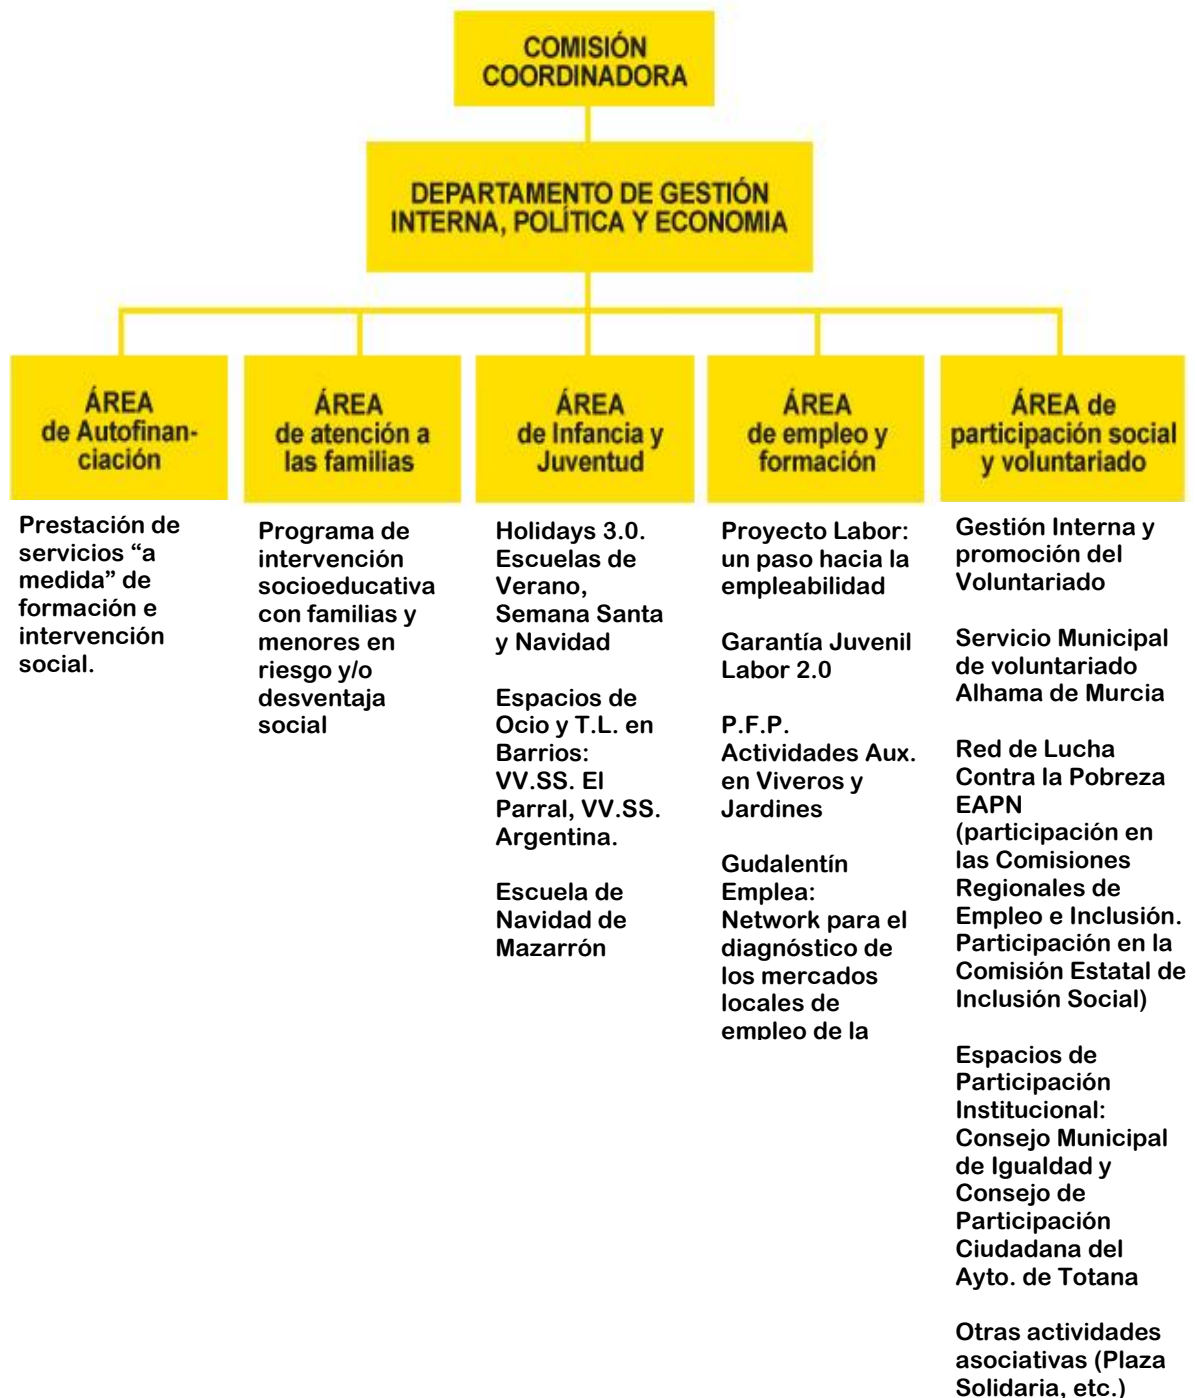 COMISIÓN
COORDINADORA
DEPARTAMENTO DE GESTIÓN
INTERNA, POLÍTICA Y ECONOMIA
ÁREA
de Autofinan-
ciación
ÁREA
de atención a
las familias
ÁREA
de Infancia y
Juventud
ÁREA
de empleo y
formación
ÁREA de
participación social
y voluntariado
Prestación de
servicios “a
medida” de
formación e
intervención
social.
Programa de
intervención
socioeducativa
con familias y
menores en
riesgo y/o
desventaja
social
Holidays 3.0.
Escuelas de
Verano,
Semana Santa
y Navidad
Espacios de
Ocio y T.L. en
Barrios:
VV.SS. El
Parral, VV.SS.
Argentina.
Escuela de
Navidad de
Mazarrón
Proyecto Labor:
un paso hacia la
empleabilidad
Garantía Juvenil
Labor 2.0
P.F.P.
Actividades Aux.
en Viveros y
Jardines
Gudalentín
Emplea:
Network para el
diagnóstico de
los mercados
locales de
empleo de la
Gestión Interna y
promoción del
Voluntariado
Servicio Municipal
de voluntariado
Alhama de Murcia
Red de Lucha
Contra la Pobreza
EAPN
(participación en
las Comisiones
Regionales de
Empleo e Inclusión.
Participación en la
Comisión Estatal de
Inclusión Social)
Espacios de
Participación
Institucional:
Consejo Municipal
de Igualdad y
Consejo de
Participación
Ciudadana del
Ayto. de Totana
Otras actividades
asociativas (Plaza
Solidaria, etc.)